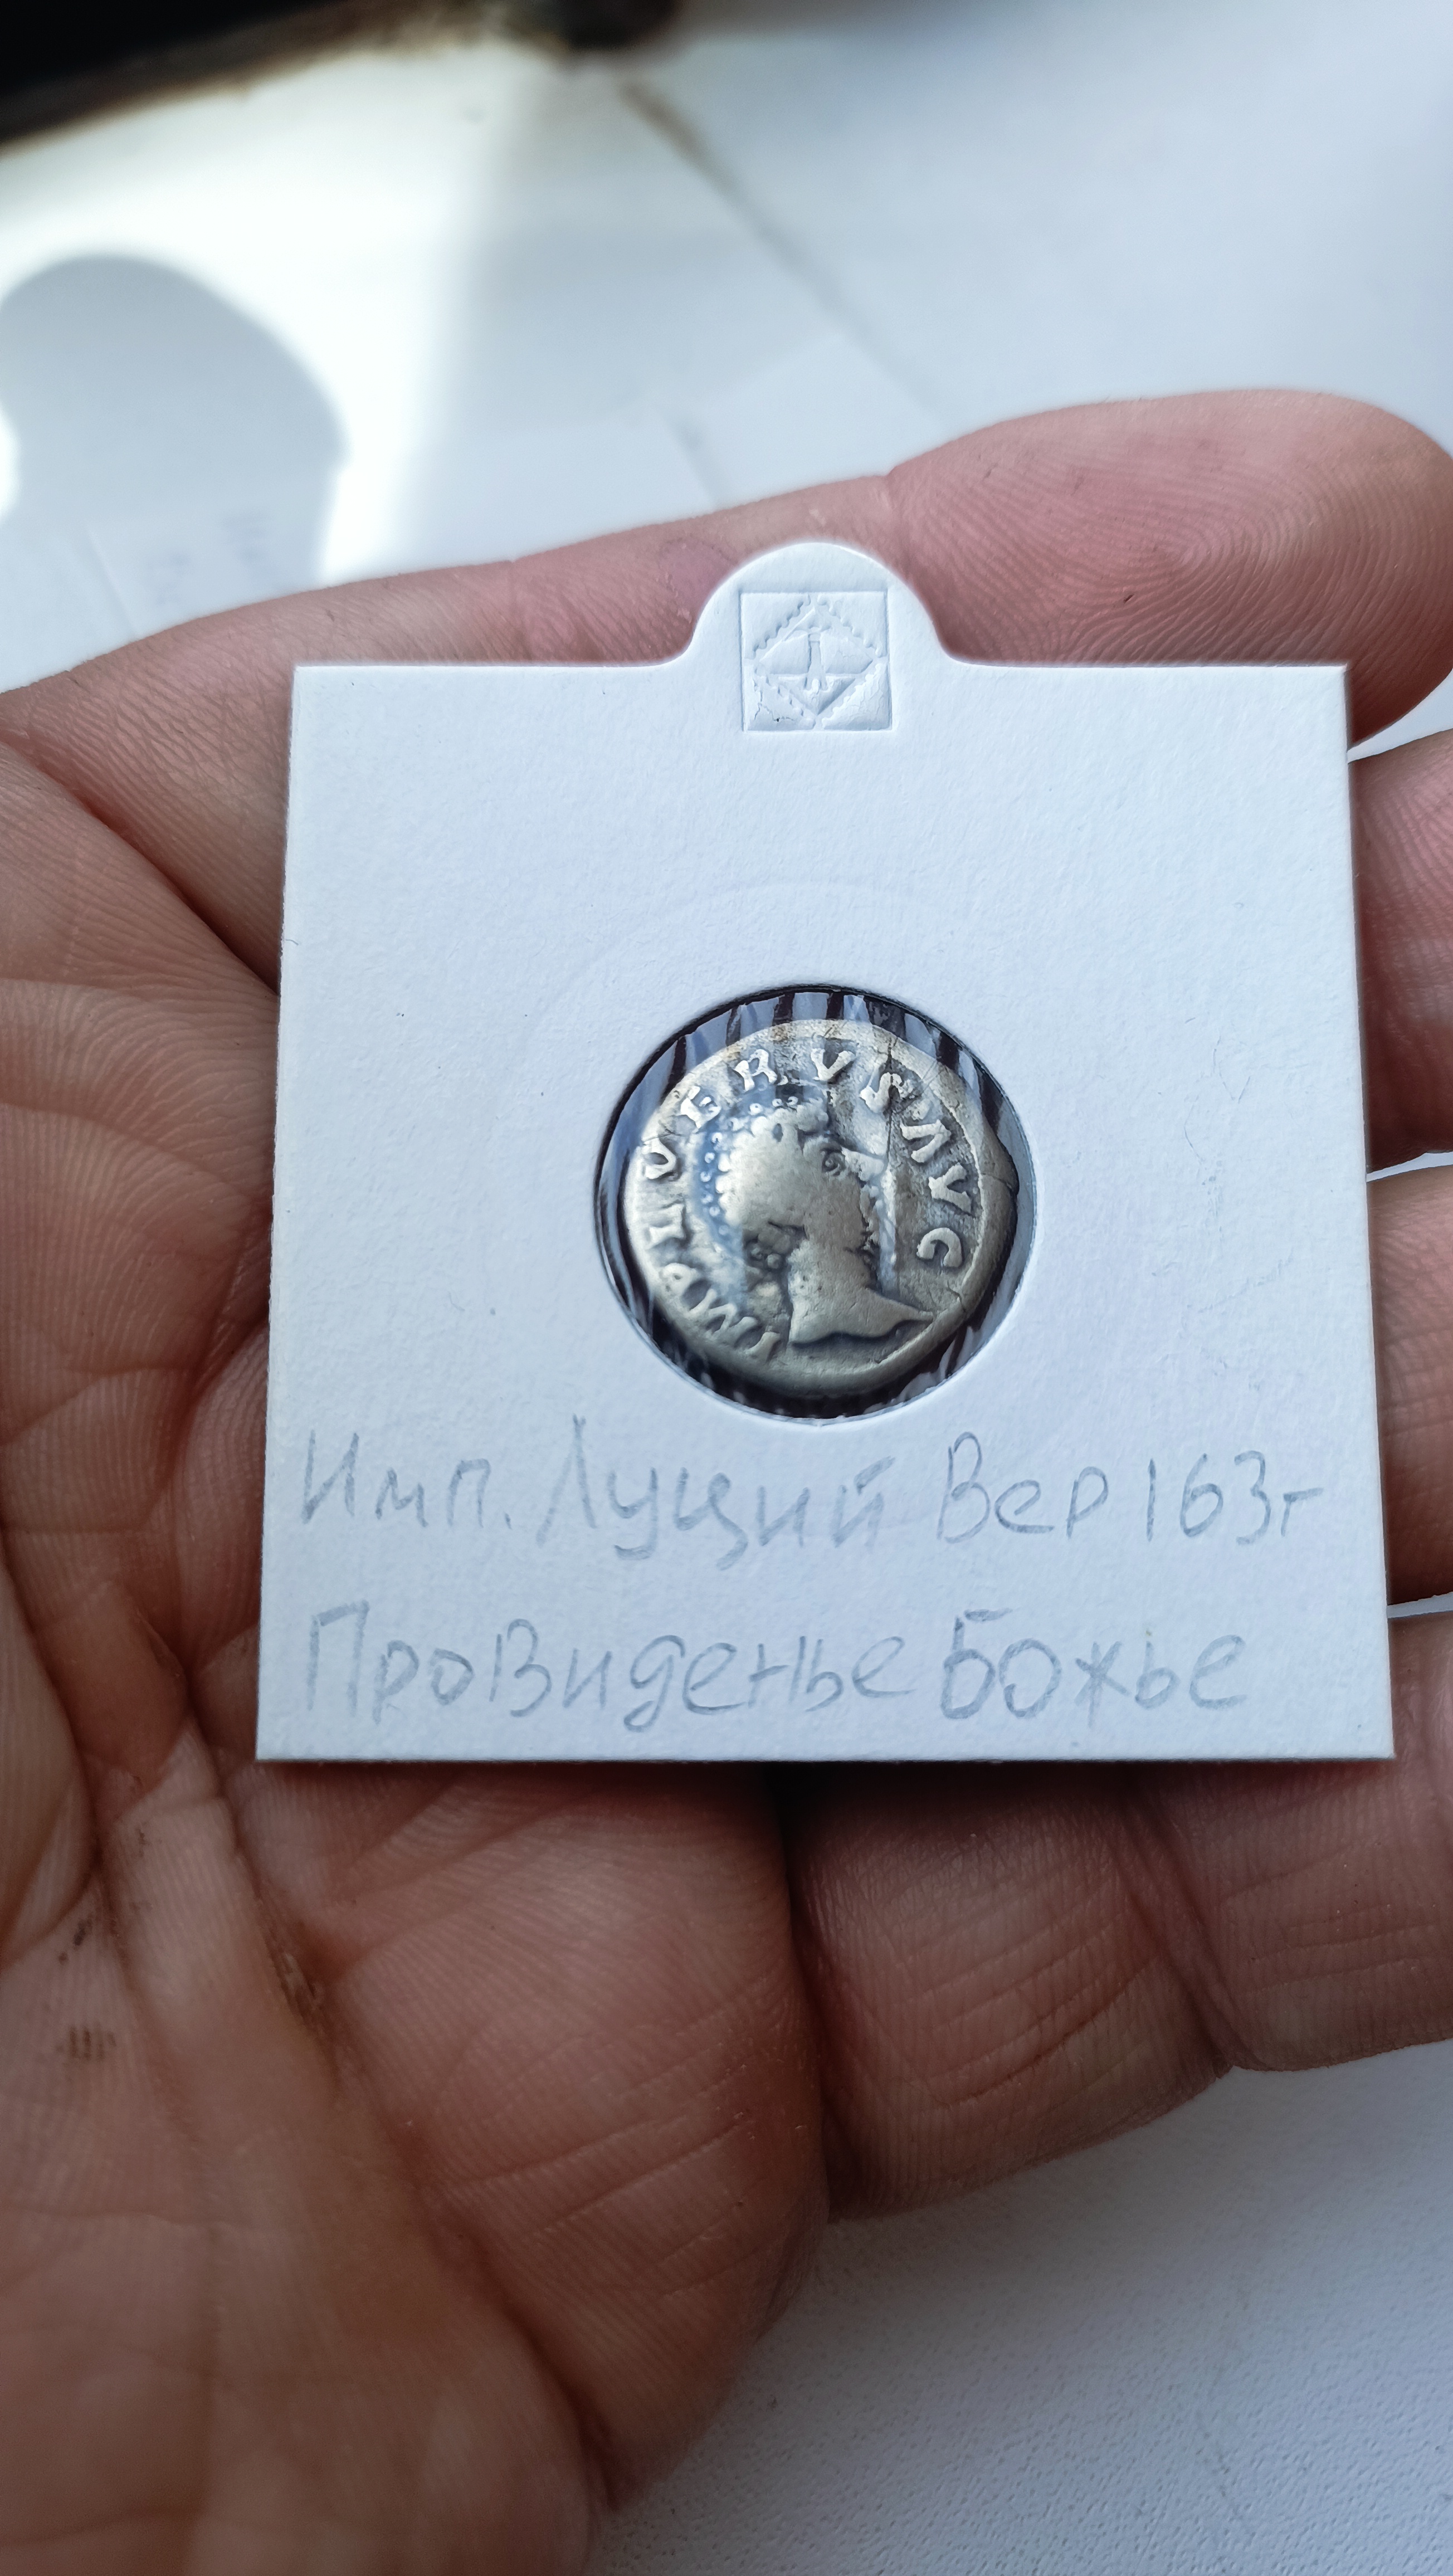 IMP L VERVS AVG
Имп. Луций Вер 163г
Провиденье Божье